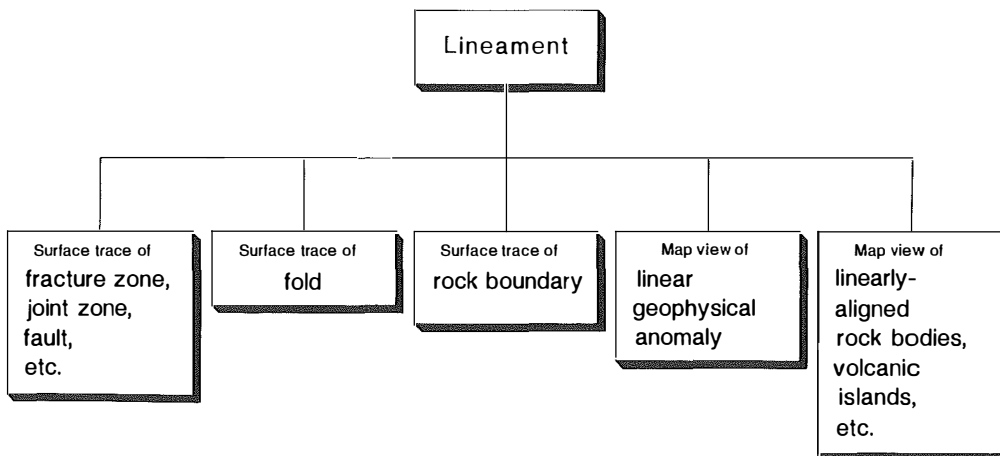 Lineament
Surface trace of
fracture zone,
joint zone,
fault,
etc.
Surface trace of
fold
Surface trace of
rock boundary
Map view of
linear
geophysical
anomaly
Map view of
linearly-
aligned
rock bodies,
volcanic
islands,
etc.